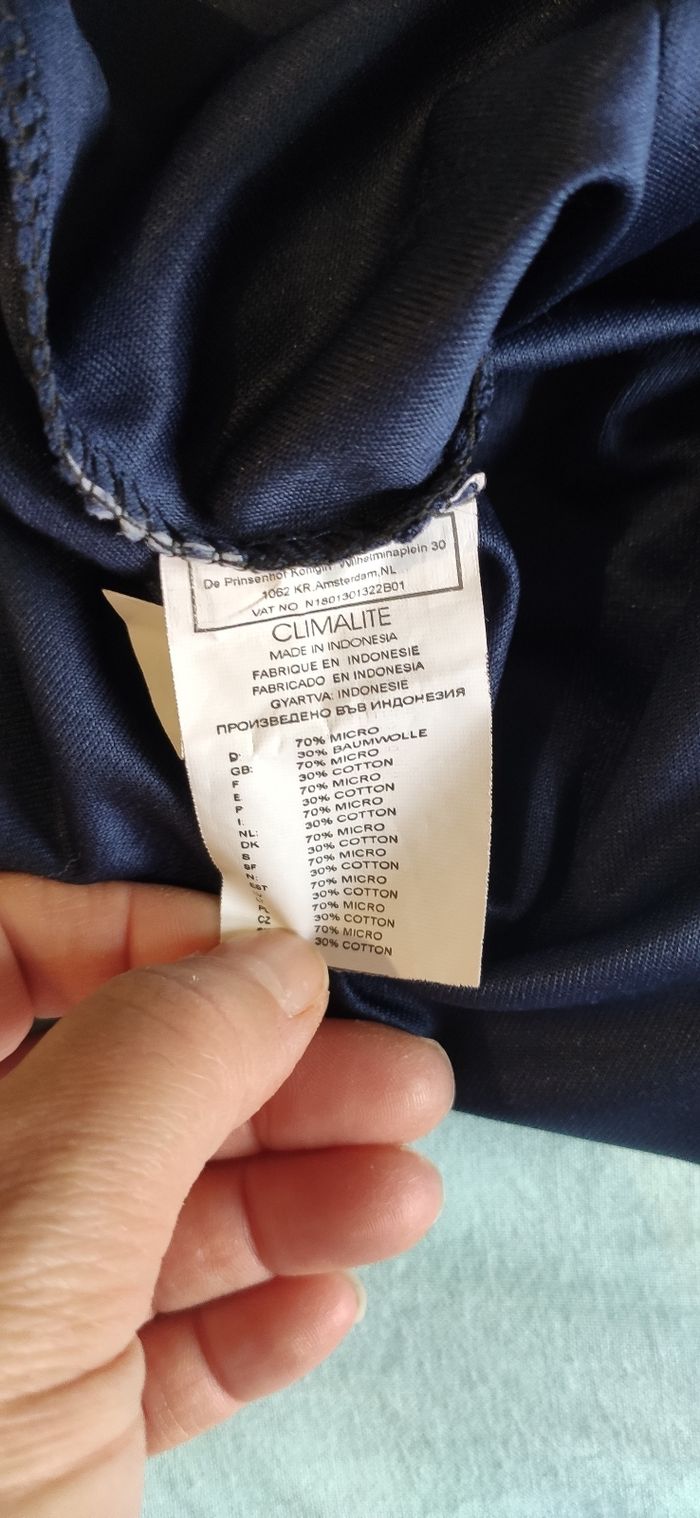 De Prinsenhof Koningin Wilhelminaplein 30
1062 KR.Amsterdam,NL
VAT NO N1801301322B01
CLIMALITE
MADE IN INDONESIA
FABRIQUE EN INDONESIE
FABRICADO EN INDONESIA
GYARTVA: INDONESIE
ПРОИЗВЕДЕНО ВЪВ ИНДОНЕЗИЯ
70% MICRO
D: 30% BAUMWOLLE
GB: 70% MICRO
F 30% COTTON
E 70% MICRO
P 30% COTTON
I. 70% MICRO
NL: 30% COTTON
DK 70% MICRO
S 30% COTTON
SF 70% MICRO
N: 30% COTTON
EST 70% MICRO
30% COTTON
CZ 70% MICRO
30% COTTON
70% MICRO
30% COTTON